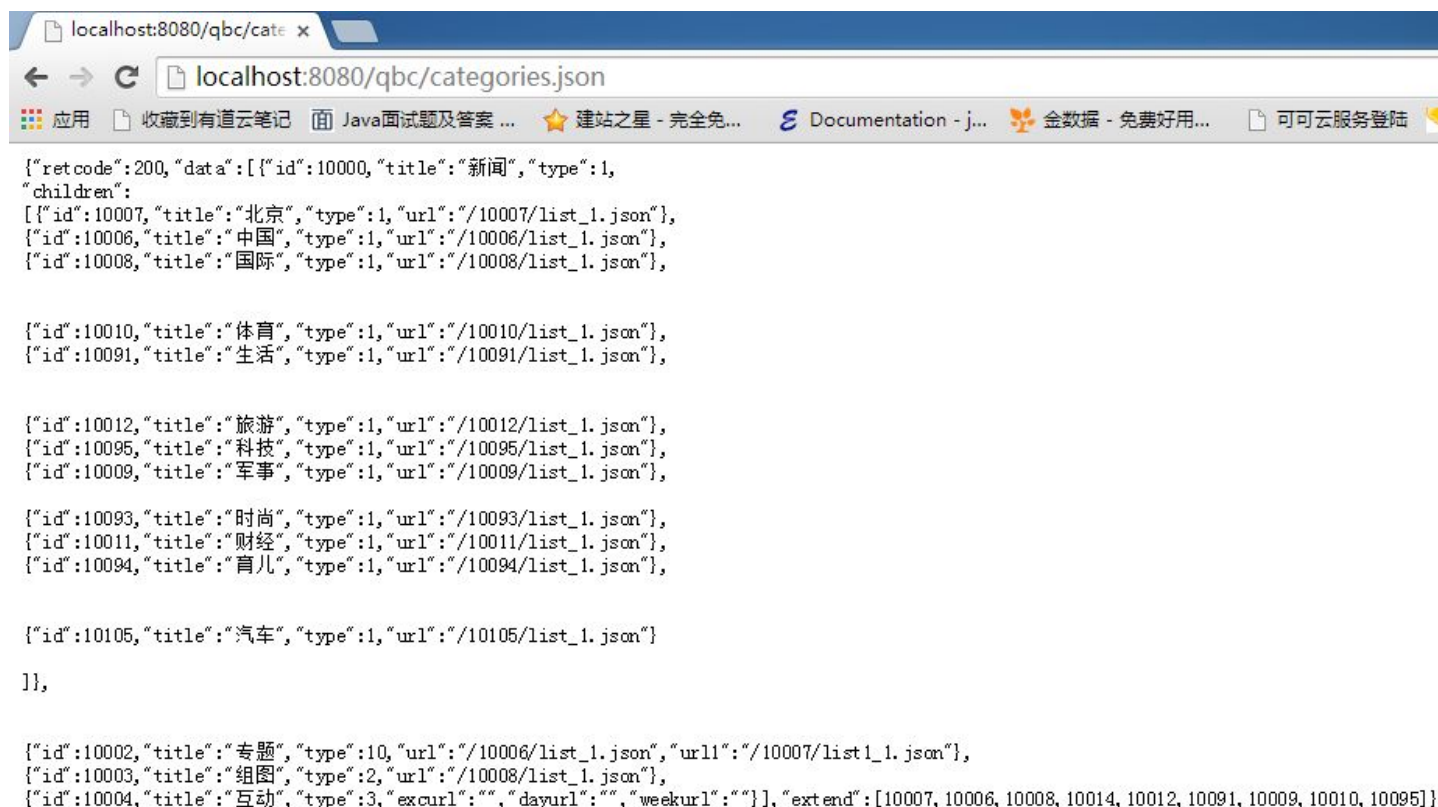 localhost:8080/qbc/cate
localhost:8080/qbc/categories.json
应用 收藏到有道云笔记 面 Java面试题及答案 ... 建站之星 - 完全免... Documentation - j... 金数据 - 免费好用... 可可云服务登陆
{"retcode":200,"data":[{"id":10000,"title":"新闻","type":1,
"children":
[{"id":10007,"title":"北京","type":1,"url":"/10007/list_1.json"},
{"id":10006,"title":"中国","type":1,"url":"/10006/list_1.json"},
{"id":10008,"title":"国际","type":1,"url":"/10008/list_1.json"},
{"id":10010,"title":"体育","type":1,"url":"/10010/list_1.json"},
{"id":10091,"title":"生活","type":1,"url":"/10091/list_1.json"},
{"id":10012,"title":"旅游","type":1,"url":"/10012/list_1.json"},
{"id":10095,"title":"科技","type":1,"url":"/10095/list_1.json"},
{"id":10009,"title":"军事","type":1,"url":"/10009/list_1.json"},
{"id":10093,"title":"时尚","type":1,"url":"/10093/list_1.json"},
{"id":10011,"title":"财经","type":1,"url":"/10011/list_1.json"},
{"id":10094,"title":"育儿","type":1,"url":"/10094/list_1.json"},
{"id":10105,"title":"汽车","type":1,"url":"/10105/list_1.json"}
]},
{"id":10002,"title":"专题","type":10,"url":"/10006/list_1.json","url1":"/10007/list1_1.json"},
{"id":10003,"title":"组图","type":2,"url":"/10008/list_1.json"},
{"id":10004,"title":"互动","type":3,"excurl":"","dayurl":"","weekurl":""}],"extend":[10007,10006,10008,10014,10012,10091,10009,10010,10095]}